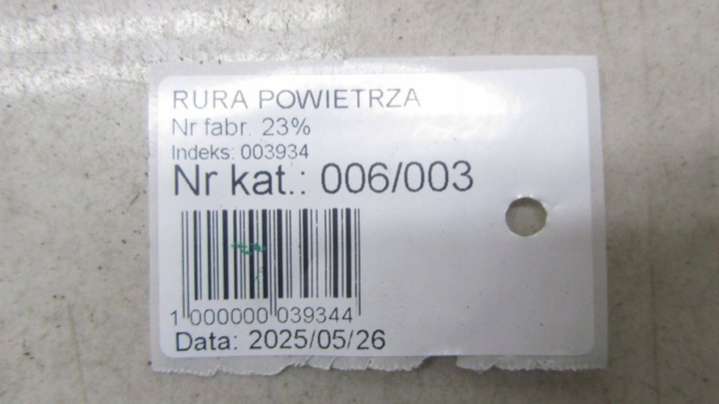 RURA POWIETRZA
Nr fabr. 23%
Indeks: 003934
Nr kat.: 006/003
1 000000 039344
Data: 2025/05/26